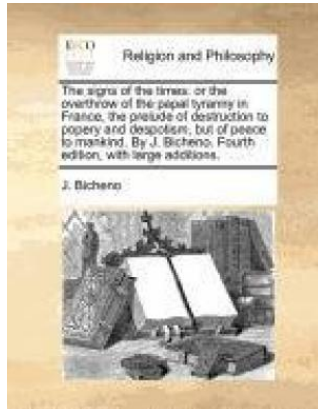 ECCO
Religion and Philosophy
The signs of the times: or the
overthrow of the papal tyranny in
France, the prelude of destruction to
popery and despotism, but of peace
to mankind. By J. Bicheno. Fourth
edition, with large additions.
J. Bicheno